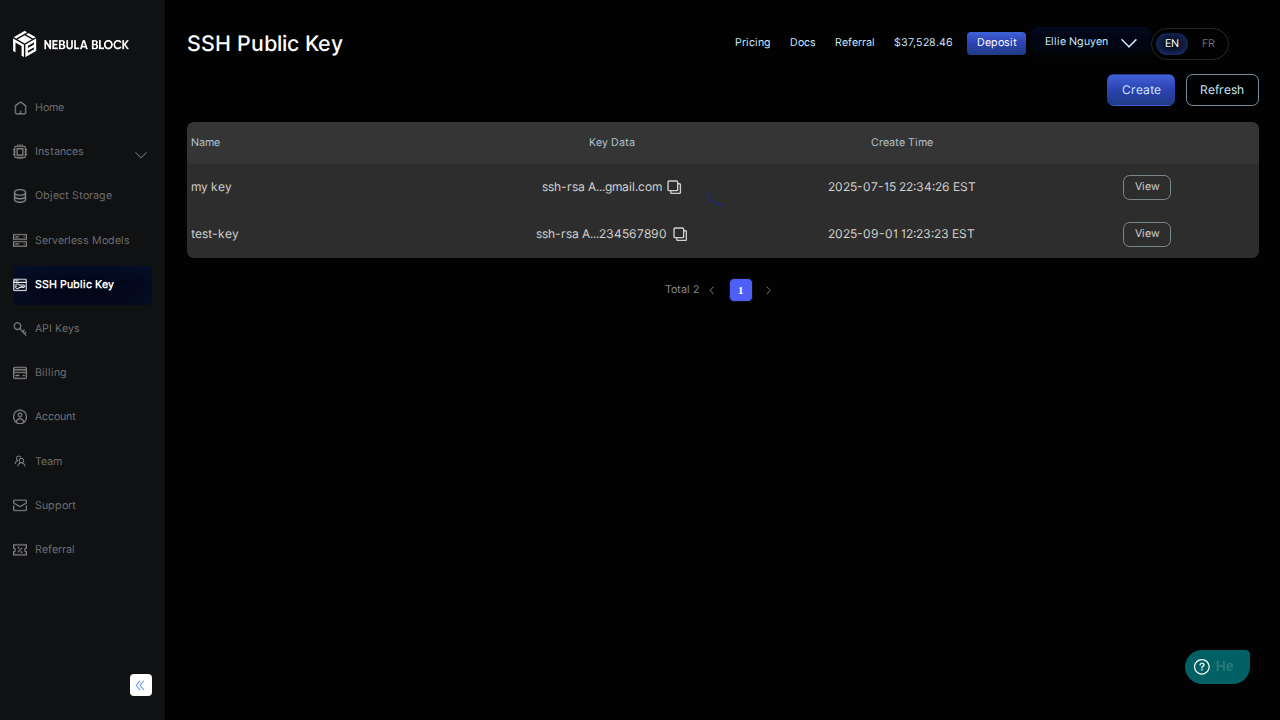 NEBULA BLOCK
SSH Public Key
Pricing
Docs
Referral
$37,528.46
Deposit
Ellie Nguyen
EN
FR
Create
Refresh
Home
Instances
Object Storage
Serverless Models
SSH Public Key
API Keys
Billing
Account
Team
Support
Referral
Name Key Data Create Time
my key ssh-rsa A...gmail.com 2025-07-15 22:34:26 EST View
test-key ssh-rsa A...234567890 2025-09-01 12:23:23 EST View
Total 2 1
He